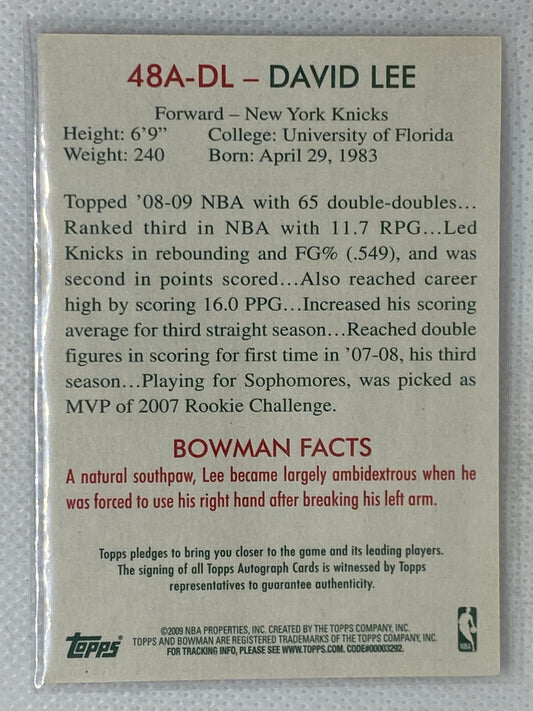 48A-DL – DAVID LEE
Forward – New York Knicks
Height: 6'9” College: University of Florida
Weight: 240 Born: April 29, 1983
Topped '08-09 NBA with 65 double-doubles…
Ranked third in NBA with 11.7 RPG…Led
Knicks in rebounding and FG% (.549), and was
second in points scored…Also reached career
high by scoring 16.0 PPG…Increased his scoring
average for third straight season…Reached double
figures in scoring for first time in '07-08, his third
season…Playing for Sophomores, was picked as
MVP of 2007 Rookie Challenge.
BOWMAN FACTS
A natural southpaw, Lee became largely ambidextrous when he
was forced to use his right hand after breaking his left arm.
Topps pledges to bring you closer to the game and its leading players.
The signing of all Topps Autograph Cards is witnessed by Topps
representatives to guarantee authenticity.
©2009 NBA PROPERTIES, INC. CREATED BY THE TOPPS COMPANY, INC.
TOPPS AND BOWMAN ARE REGISTERED TRADEMARKS OF THE TOPPS COMPANY, INC.
FOR TRACKING INFO, PLEASE SEE WWW.TOPPS.COM. CODE#00003292.
Topps®
NBA